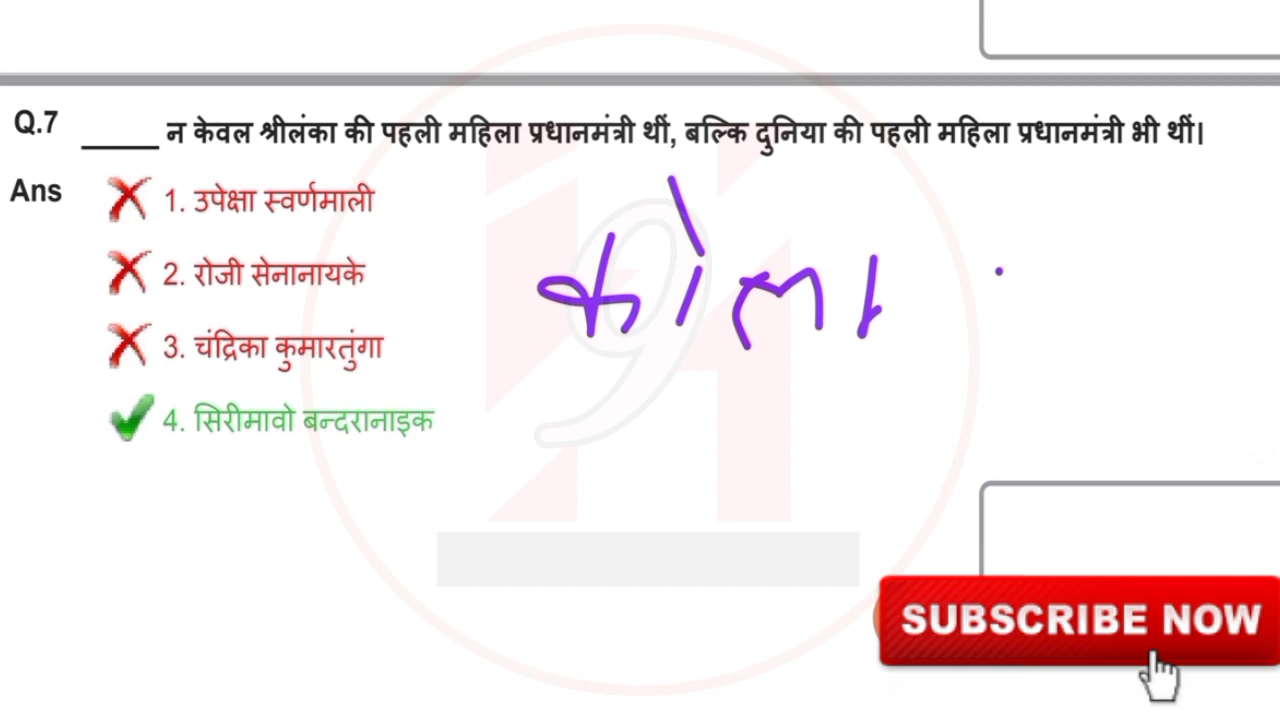 Q.7 _____ न केवल श्रीलंका की पहली महिला प्रधानमंत्री थीं, बल्कि दुनिया की पहली महिला प्रधानमंत्री भी थीं।
Ans 1. उपेक्षा स्वर्णमाली
2. रोजी सेनानायके
3. चंद्रिका कुमारतुंगा
4. सिरीमावो बन्दरानाइक
कोला
SUBSCRIBE NOW